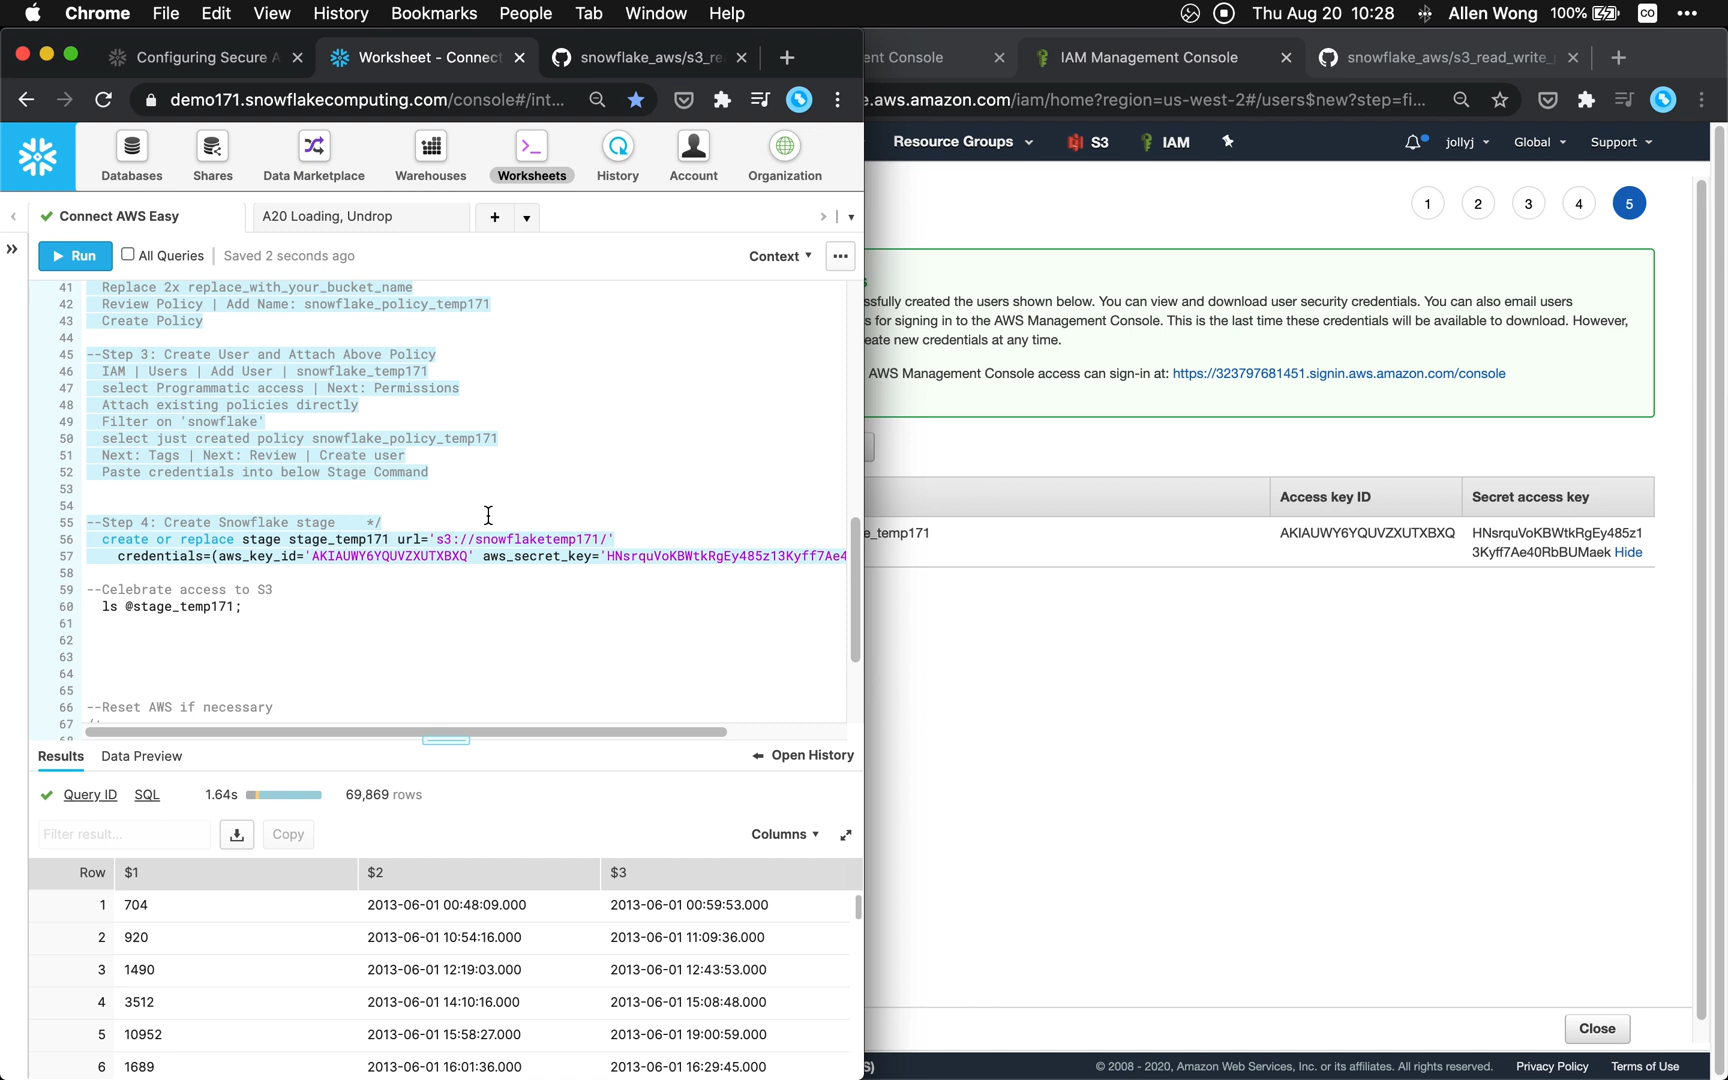 Chrome File Edit View History Bookmarks People Tab Window Help
Thu Aug 20 10:28 Allen Wong 100% CO
Configuring Secure A
Worksheet - Connect
snowflake_aws/s3_re
ent Console
IAM Management Console
snowflake_aws/s3_read_write_
demo171.snowflakecomputing.com/console#/int...
e.aws.amazon.com/iam/home?region=us-west-2#/users$new?step=fi...
Databases Shares Data Marketplace Warehouses Worksheets History Account Organization
Resource Groups S3 IAM jollyj Global Support
Connect AWS Easy
A20 Loading, Undrop
Run All Queries Saved 2 seconds ago Context
41 Replace 2x replace_with_your_bucket_name
42 Review Policy | Add Name: snowflake_policy_temp171
43 Create Policy
44
45 --Step 3: Create User and Attach Above Policy
46 IAM | Users | Add User | snowflake_temp171
47 select Programmatic access | Next: Permissions
48 Attach existing policies directly
49 Filter on 'snowflake'
50 select just created policy snowflake_policy_temp171
51 Next: Tags | Next: Review | Create user
52 Paste credentials into below Stage Command
53
54
55 --Step 4: Create Snowflake stage */
56 create or replace stage stage_temp171 url='s3://snowflaketemp171/'
57 credentials=(aws_key_id='AKIAUWY6YQUVZXUTXBXQ' aws_secret_key='HNsrquVoKBWtkRgEy485z13Kyff7Ae4
58
59 --Celebrate access to S3
60 ls @stage_temp171;
61
62
63
64
65
66 --Reset AWS if necessary
67
Results Data Preview Open History
Query ID SQL 1.64s 69,869 rows
Filter result... Copy Columns
Row $1 $2 $3
1 704 2013-06-01 00:48:09.000 2013-06-01 00:59:53.000
2 920 2013-06-01 10:54:16.000 2013-06-01 11:09:36.000
3 1490 2013-06-01 12:19:03.000 2013-06-01 12:43:53.000
4 3512 2013-06-01 14:10:16.000 2013-06-01 15:08:48.000
5 10952 2013-06-01 15:58:27.000 2013-06-01 19:00:59.000
6 1689 2013-06-01 16:01:36.000 2013-06-01 16:29:45.000
1 2 3 4 5
ssfully created the users shown below. You can view and download user security credentials. You can also email users
s for signing in to the AWS Management Console. This is the last time these credentials will be available to download. However,
eate new credentials at any time.
AWS Management Console access can sign-in at: https://323797681451.signin.aws.amazon.com/console
Access key ID Secret access key
e_temp171 AKIAUWY6YQUVZXUTXBXQ HNsrquVoKBWtkRgEy485z1
3Kyff7Ae40RbBUMaek Hide
Close
© 2008 - 2020, Amazon Web Services, Inc. or its affiliates. All rights reserved. Privacy Policy Terms of Use